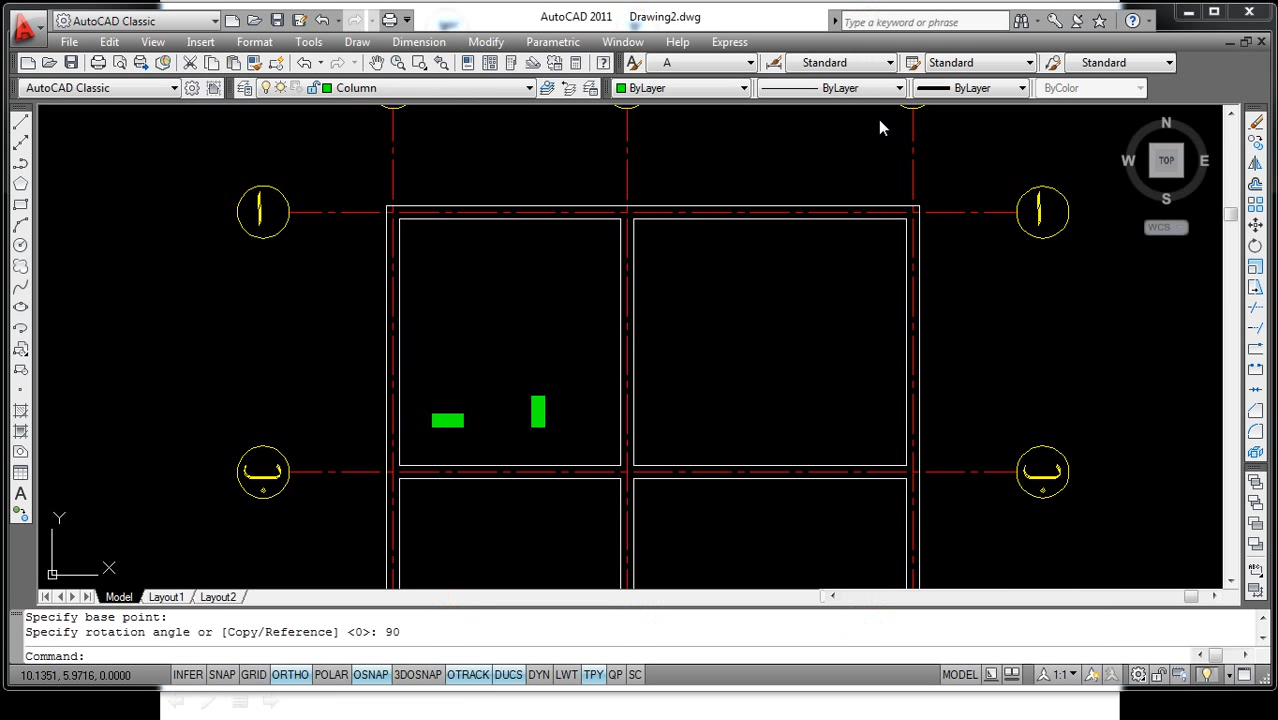 AutoCAD Classic
AutoCAD 2011 Drawing2.dwg
Type a keyword or phrase
File Edit View Insert Format Tools Draw Dimension Modify Parametric Window Help Express
A Standard Standard Standard
AutoCAD Classic Column ByLayer ByLayer ByLayer ByColor
N
W TOP E
S
WCS
أ أ
ب ب
Y
X
A
Model Layout1 Layout2
Specify base point:
Specify rotation angle or [Copy/Reference] <0>: 90
Command:
10.1351, 5.9716, 0.0000 INFER SNAP GRID ORTHO POLAR OSNAP 3DOSNAP OTRACK DUCS DYN LWT TPY QP SC MODEL 1:1